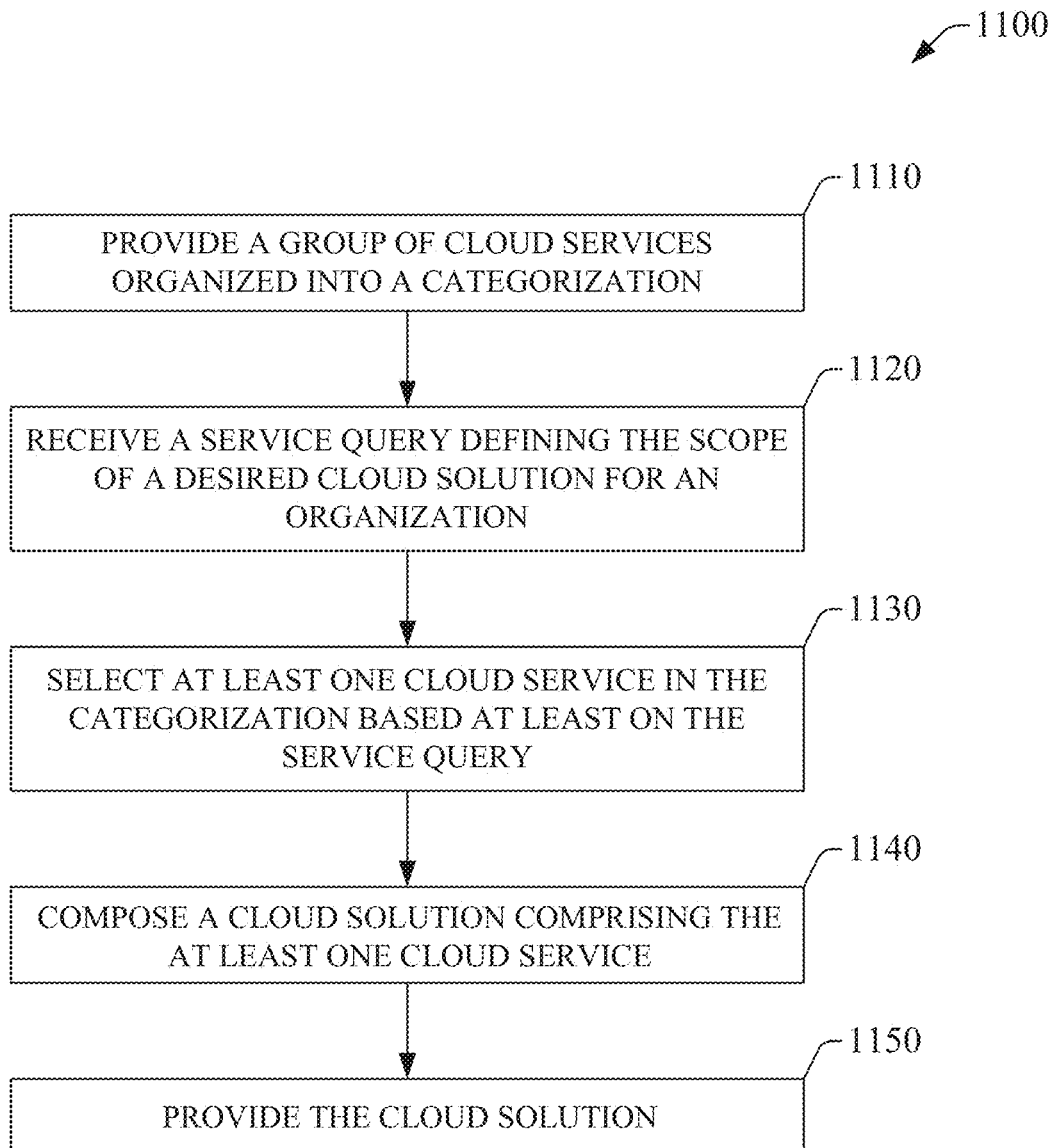 1100
1110
PROVIDE A GROUP OF CLOUD SERVICES
ORGANIZED INTO A CATEGORIZATION
1120
RECEIVE A SERVICE QUERY DEFINING THE SCOPE
OF A DESIRED CLOUD SOLUTION FOR AN
ORGANIZATION
1130
SELECT AT LEAST ONE CLOUD SERVICE IN THE
CATEGORIZATION BASED AT LEAST ON THE
SERVICE QUERY
1140
COMPOSE A CLOUD SOLUTION COMPRISING THE
AT LEAST ONE CLOUD SERVICE
1150
PROVIDE THE CLOUD SOLUTION